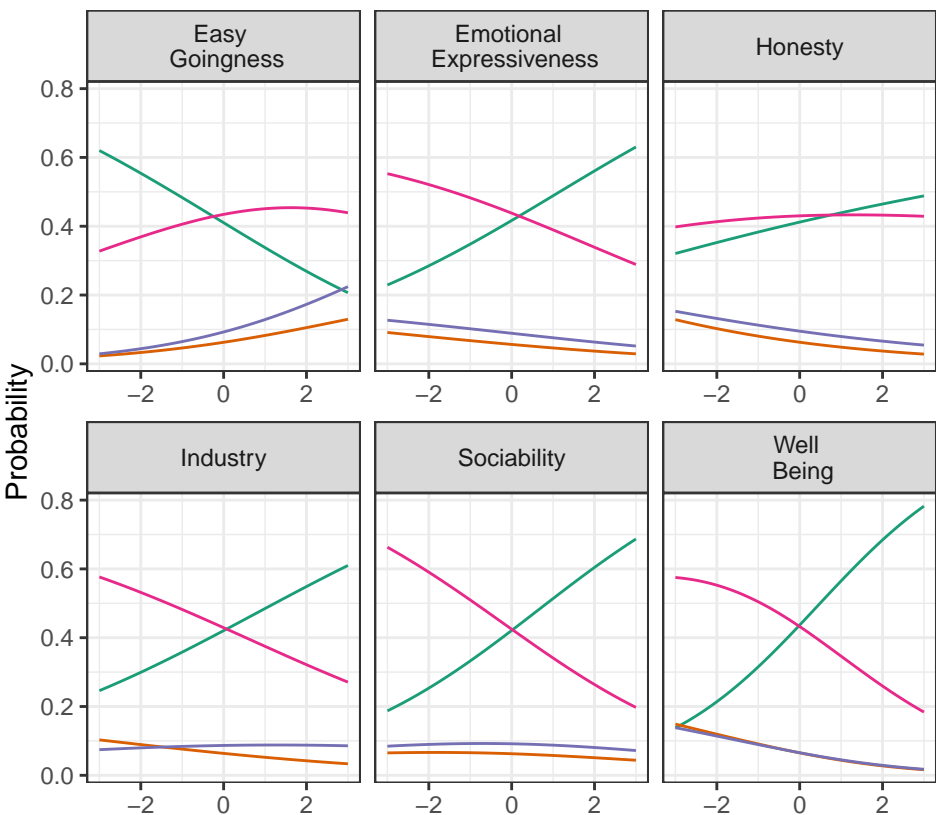 Easy
Goingness
Emotional
Expressiveness
Honesty
0.8
0.6
0.4
0.2
0.0
−2 0 2
−2 0 2
−2 0 2
Probability
Industry
Sociability
Well
Being
0.8
0.6
0.4
0.2
0.0
−2 0 2
−2 0 2
−2 0 2